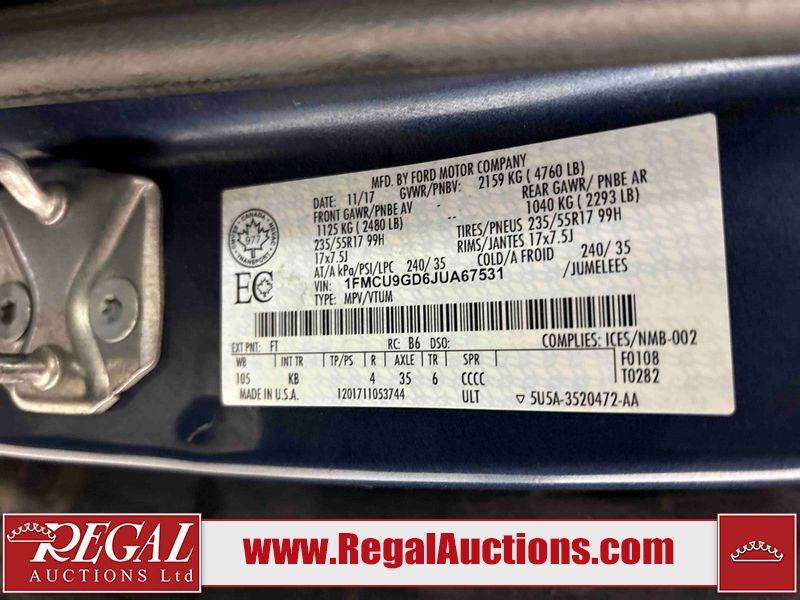 MFD. BY FORD MOTOR COMPANY
DATE: 11/17 GVWR/PNBV: 2159 KG ( 4760 LB)
FRONT GAWR/PNBE AV - REAR GAWR/ PNBE AR
1125 KG ( 2480 LB) -- 1040 KG ( 2293 LB)
235/55R17 99H TIRES/PNEUS 235/55R17 99H
17x7.5J RIMS/JANTES 17x7.5J
AT/A kPa/PSI/LPC 240/ 35 COLD/A FROID 240/ 35
VIN: 1FMCU9GD6JUA67531 /JUMELEES
TYPE: MPV/VTUM
CANADA
977
TRANSPORT
EC
EXT PNT: FT RC: B6 DSO: COMPLIES: ICES/NMB-002
WB INT TR TP/PS R AXLE TR SPR F0108
105 KB 4 35 6 CCCC T0282
MADE IN U.S.A. 1201711053744 ULT ▽ 5U5A-3520472-AA
REGAL
AUCTIONS Ltd
www.RegalAuctions.com